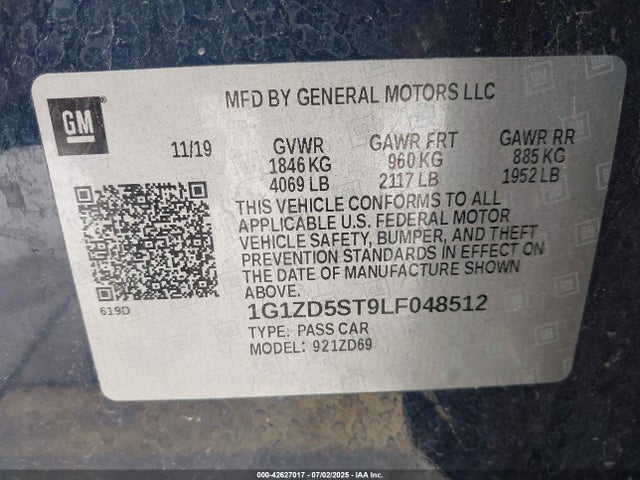 MFD BY GENERAL MOTORS LLC
GM
11/19 GVWR GAWR FRT GAWR RR
1846 KG 960 KG 885 KG
4069 LB 2117 LB 1952 LB
THIS VEHICLE CONFORMS TO ALL
APPLICABLE U.S. FEDERAL MOTOR
VEHICLE SAFETY, BUMPER, AND THEFT
PREVENTION STANDARDS IN EFFECT ON
THE DATE OF MANUFACTURE SHOWN
ABOVE.
619D
1G1ZD5ST9LF048512
TYPE: PASS CAR
MODEL: 921ZD69
000-42627017 - 07/02/2025 - IAA Inc.